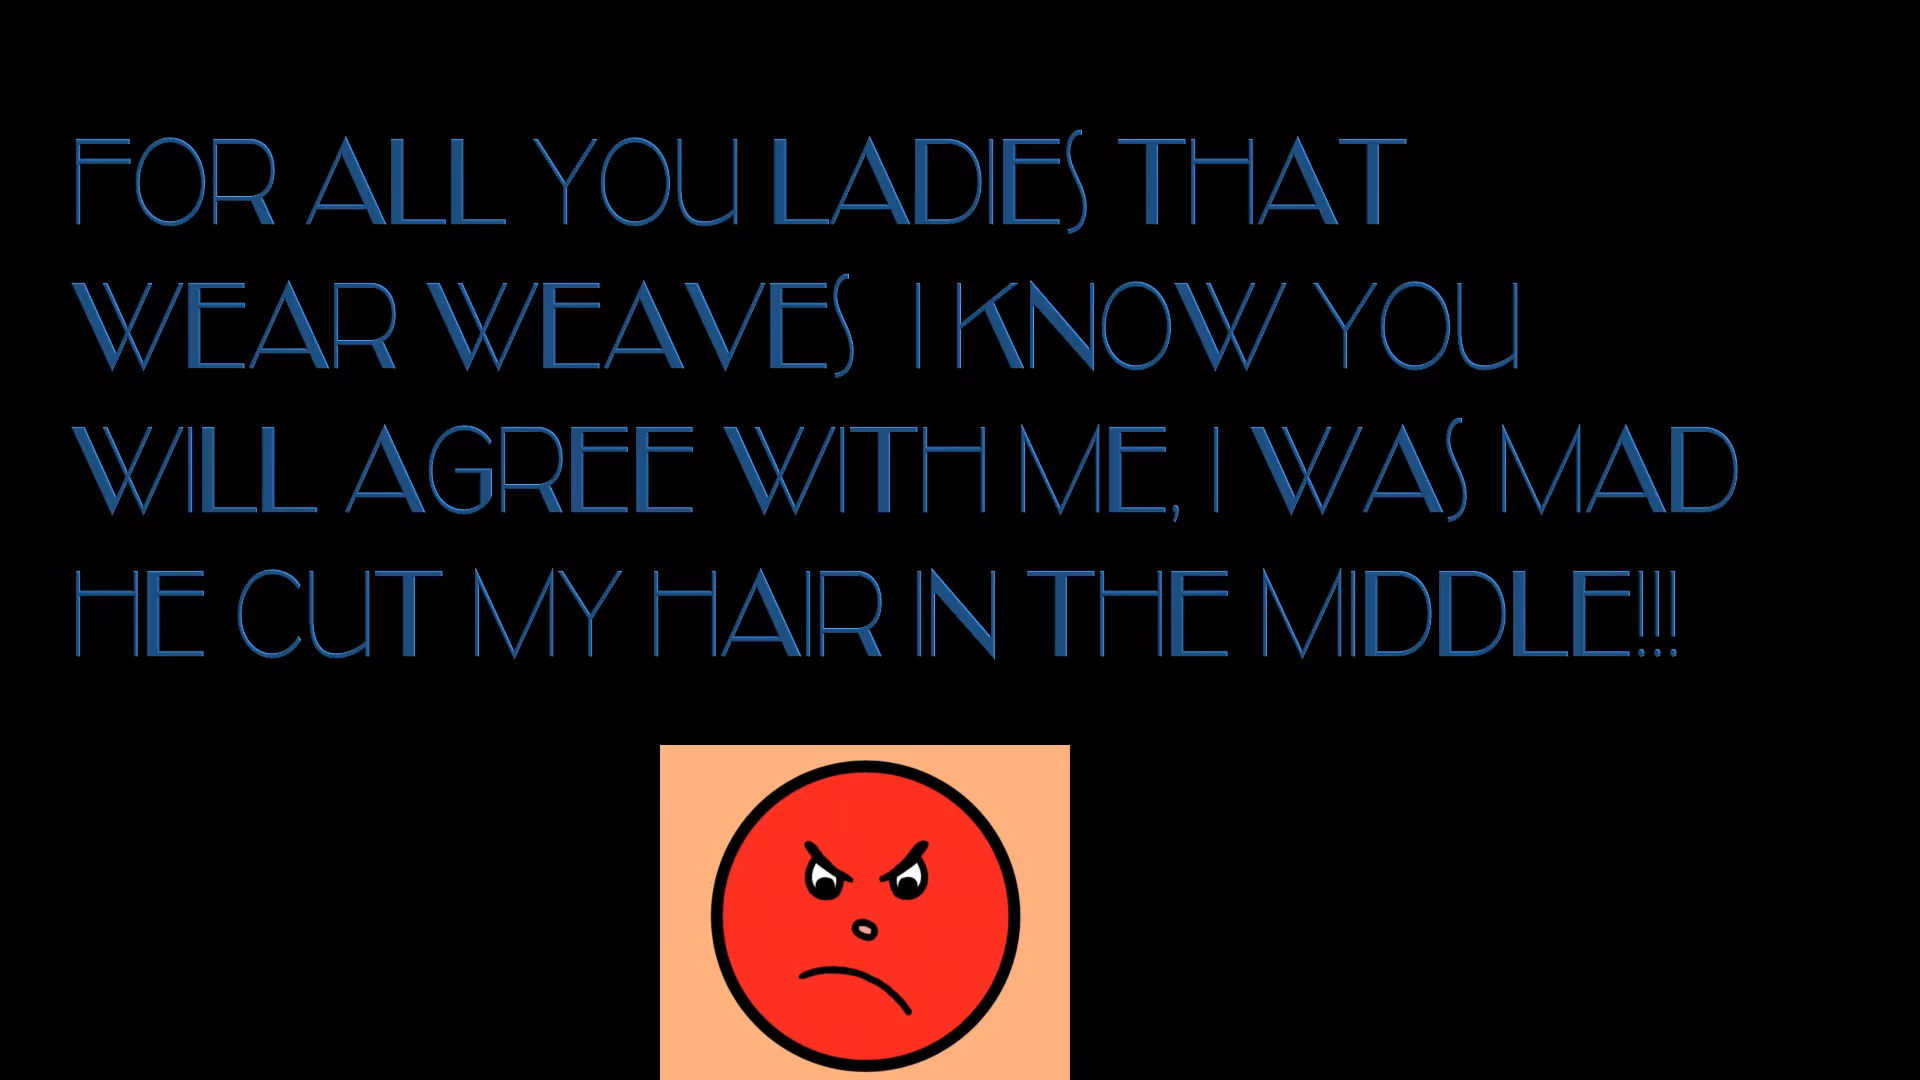 FOR ALL YOU LADIES THAT
WEAR WEAVES I KNOW YOU
WILL AGREE WITH ME, I WAS MAD
HE CUT MY HAIR IN THE MIDDLE!!!